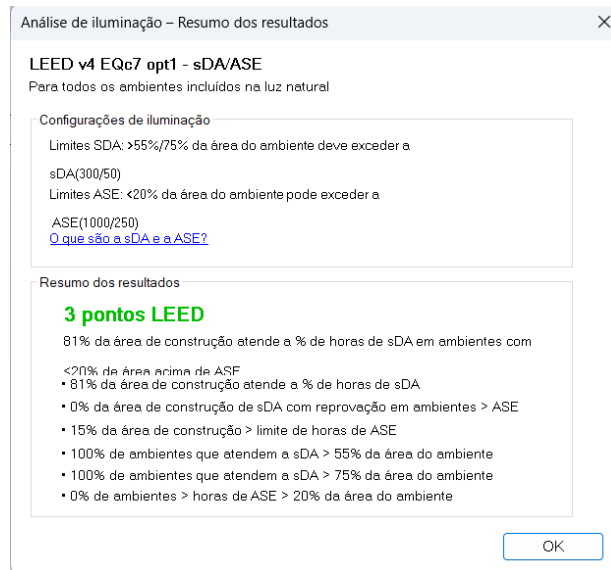 Análise de iluminação – Resumo dos resultados
LEED v4 EQc7 opt1 - sDA/ASE
Para todos os ambientes incluídos na luz natural
Configurações de iluminação
Limites SDA: >55%/75% da área do ambiente deve exceder a
sDA(300/50)
Limites ASE: <20% da área do ambiente pode exceder a
ASE(1000/250)
O que são a sDA e a ASE?
Resumo dos resultados
3 pontos LEED
81% da área de construção atende a % de horas de sDA em ambientes com
<20% de área acima de ASE
• 81% da área de construção atende a % de horas de sDA
• 0% da área de construção de sDA com reprovação em ambientes > ASE
• 15% da área de construção > limite de horas de ASE
• 100% de ambientes que atendem a sDA > 55% da área do ambiente
• 100% de ambientes que atendem a sDA > 75% da área do ambiente
• 0% de ambientes > horas de ASE > 20% da área do ambiente
OK